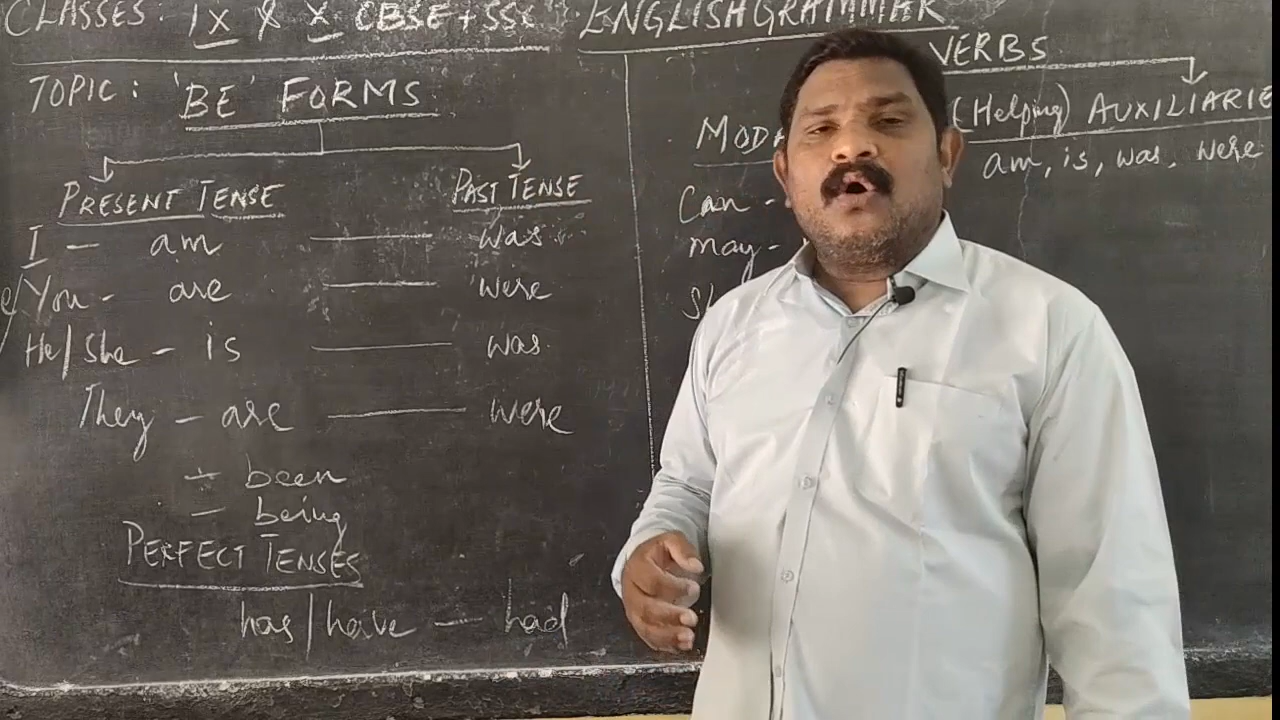 CLASSES: IX & X CBSE + SSC
ENGLISH GRAMMAR
TOPIC: 'BE' FORMS
PRESENT TENSE PAST TENSE
I - am — was
You - are — were
He/She - is — was
They - are — were
been
- being
PERFECT TENSES
has/have — had
VERBS
(Helping) AUXILIARIE
am, is, was, were
Can -
may -